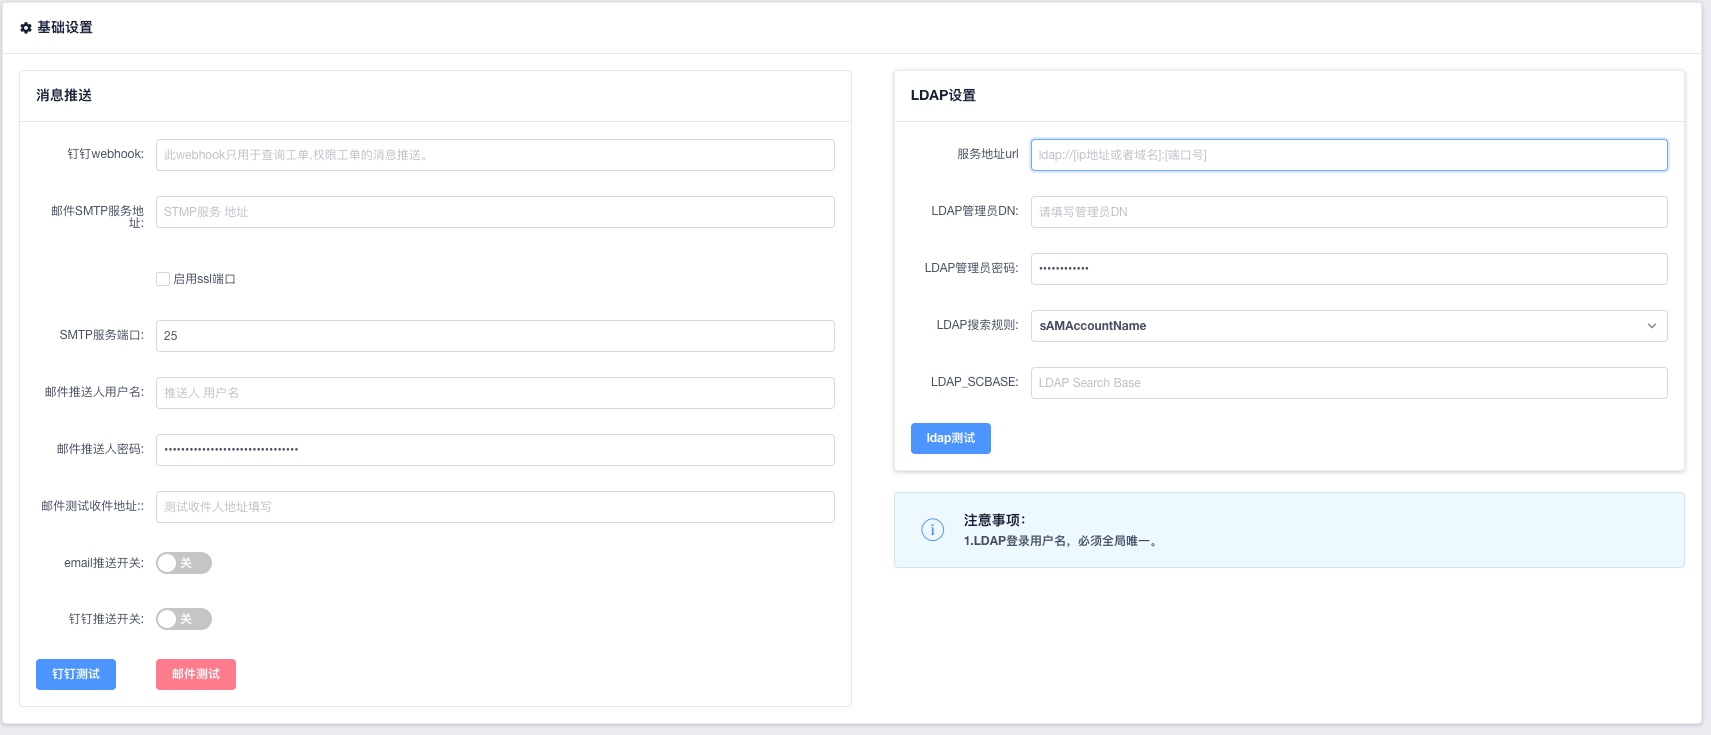 基础设置
消息推送
钉钉webhook:
此webhook只用于查询工单,权限工单的消息推送。
邮件SMTP服务地
址:
STMP服务 地址
启用ssl端口
SMTP服务端口:
25
邮件推送人用户名:
推送人 用户名
邮件推送人密码:
••••••••••••••••••••••••••••••••
邮件测试收件地址::
测试收件人地址填写
email推送开关:
关
钉钉推送开关:
关
钉钉测试
邮件测试
LDAP设置
服务地址url
ldap://[ip地址或者域名]:[端口号]
LDAP管理员DN:
请填写管理员DN
LDAP管理员密码:
••••••••••••
LDAP搜索规则:
sAMAccountName
LDAP_SCBASE:
LDAP Search Base
ldap测试
注意事项：
1.LDAP登录用户名，必须全局唯一。